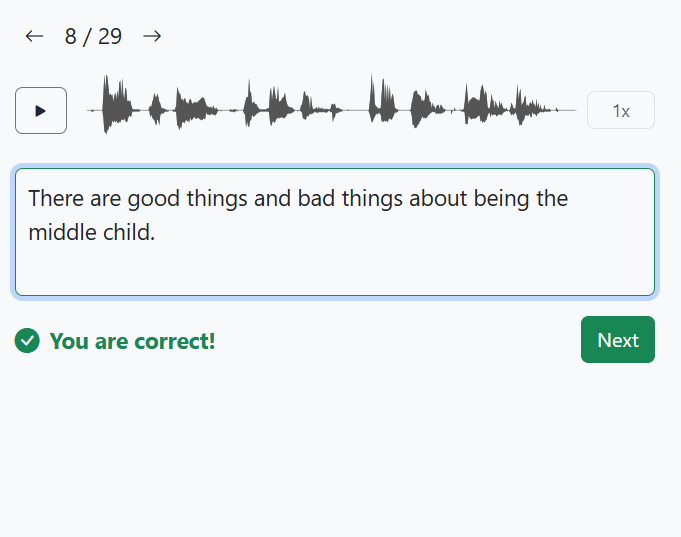 ← 8 / 29 →
1x
There are good things and bad things about being the
middle child.
You are correct!
Next